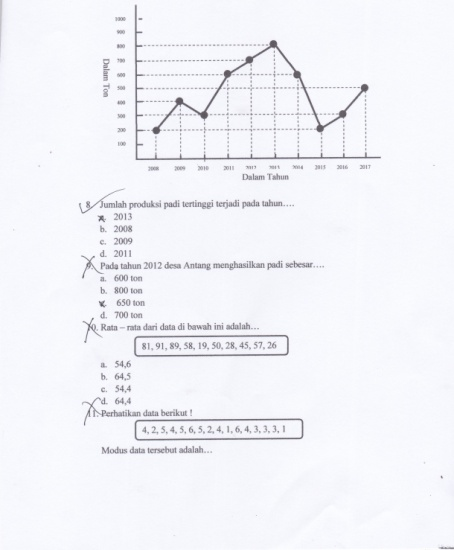 1000
900
800
700
600
500
400
300
200
100
Dalam Ton
2008 2009 2010 2011 2012 2013 2014 2015 2016 2017
Dalam Tahun
8. Jumlah produksi padi tertinggi terjadi pada tahun….
a. 2013
b. 2008
c. 2009
d. 2011
9. Pada tahun 2012 desa Antang menghasilkan padi sebesar….
a. 600 ton
b. 800 ton
c. 650 ton
d. 700 ton
10. Rata – rata dari data di bawah ini adalah…
81, 91, 89, 58, 19, 50, 28, 45, 57, 26
a. 54,6
b. 64,5
c. 54,4
d. 64,4
11. Perhatikan data berikut !
4, 2, 5, 4, 5, 6, 5, 2, 4, 1, 6, 4, 3, 3, 3, 1
Modus data tersebut adalah…